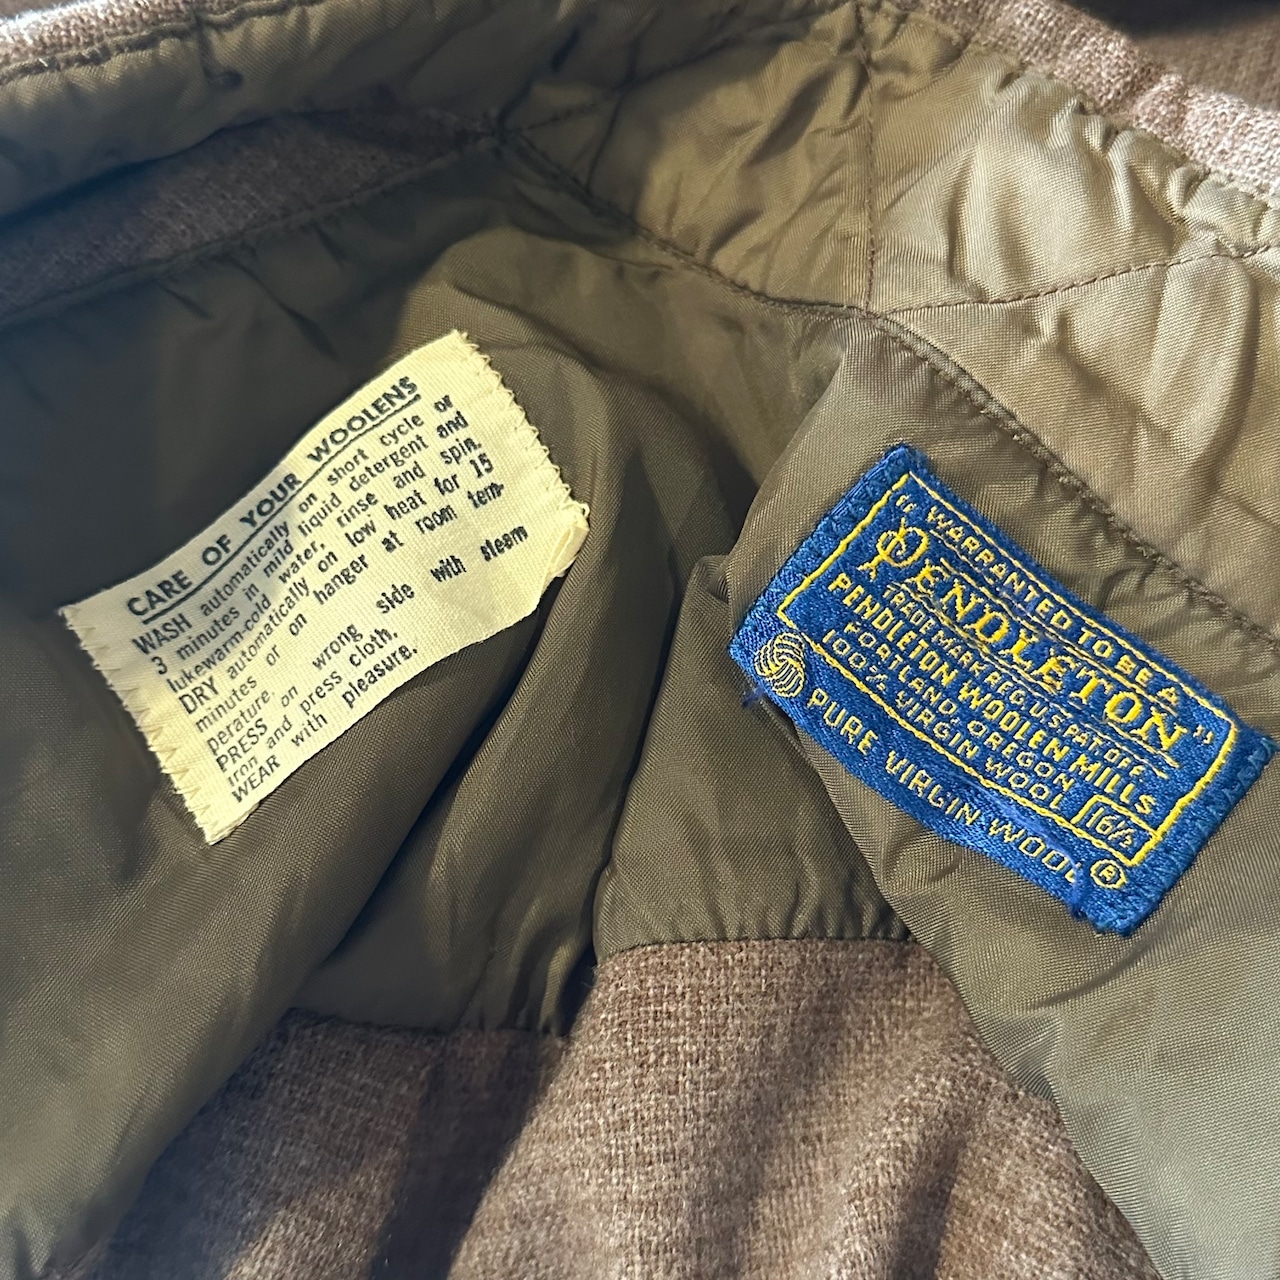 CARE OF YOUR WOOLENS
WASH automatically on short cycle or
3 minutes in mild liquid detergent and
lukewarm-cold water, rinse and spin.
DRY automatically on low heat for 15
minutes or on hanger at room tem-
perature.
PRESS on wrong side with steam
iron and press cloth.
WEAR with pleasure.
"WARRANTED TO BE A
PENDLETON"
TRADE MARK REG. U.S. PAT. OFF.
PENDLETON WOOLEN MILLS
PORTLAND, OREGON
100% VIRGIN WOOL
PURE VIRGIN WOOL ®